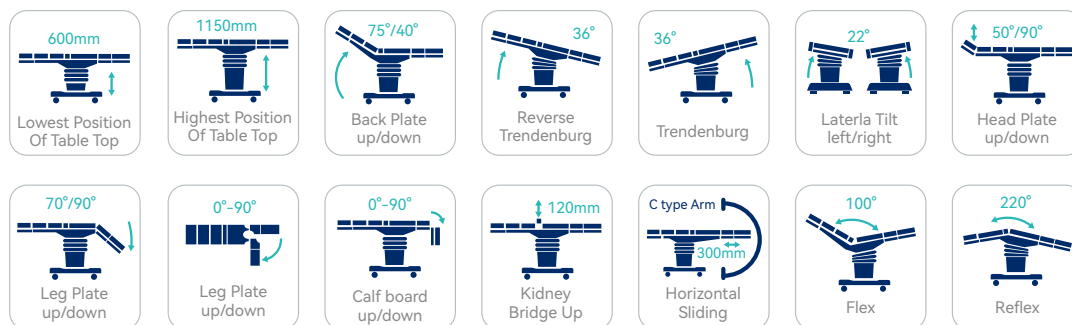 600mm
Lowest Position
Of Table Top
1150mm
Highest Position
Of Table Top
75°/40°
Back Plate
up/down
36°
Reverse
Trendenburg
36°
Trendenburg
22°
Laterla Tilt
left/right
50°/90°
Head Plate
up/down
70°/90°
Leg Plate
up/down
0°-90°
Leg Plate
up/down
0°-90°
Calf board
up/down
120mm
Kidney
Bridge Up
C type Arm
300mm
Horizontal
Sliding
100°
Flex
220°
Reflex